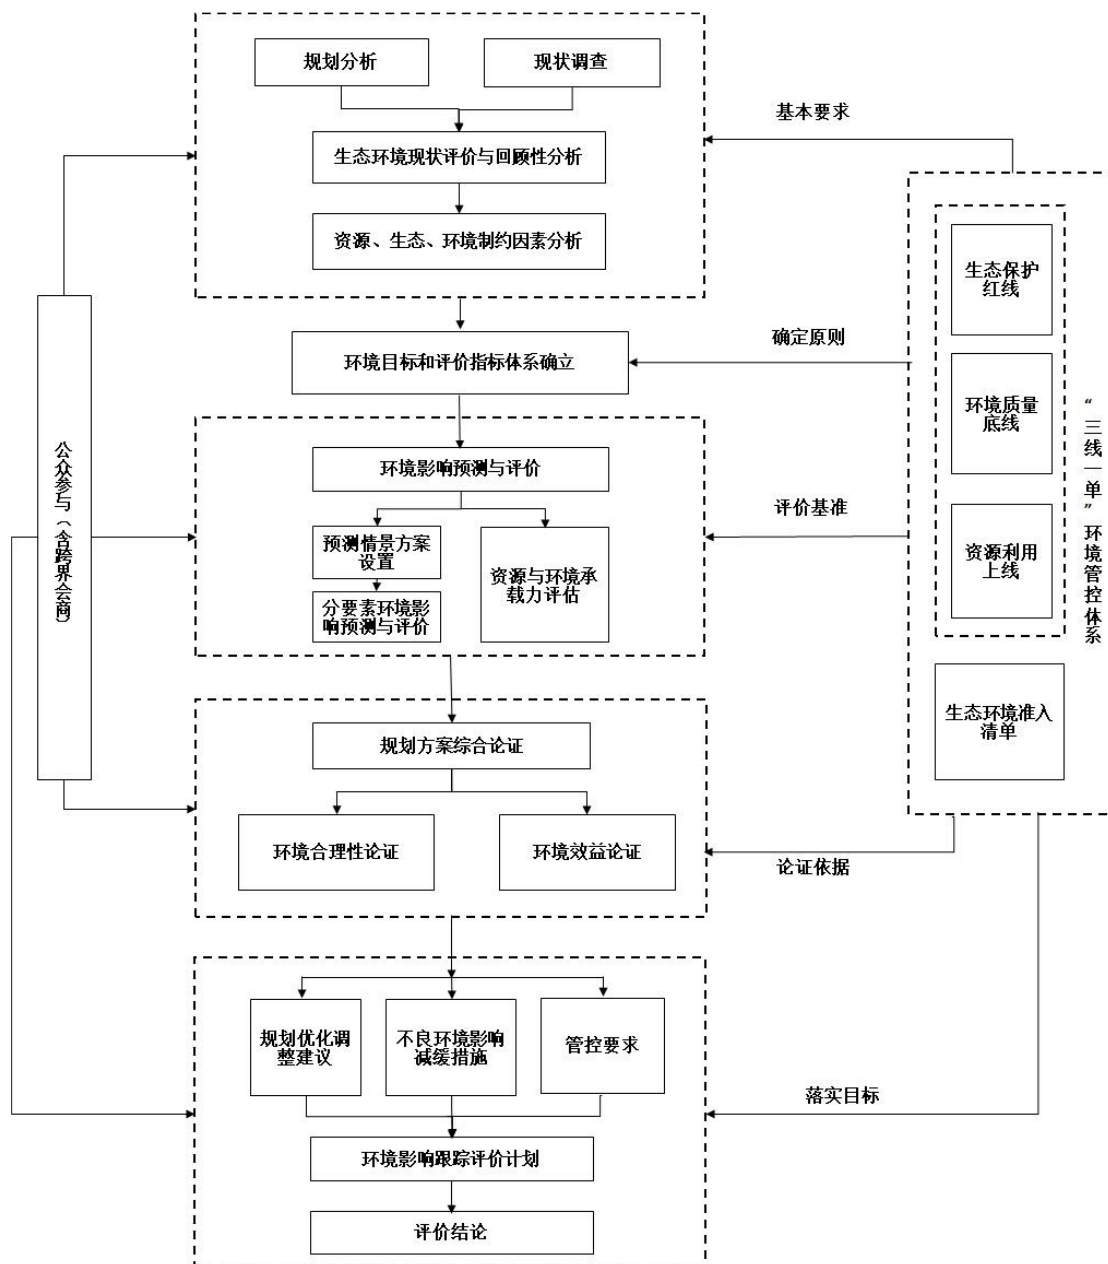 规划分析
现状调查
基本要求
生态环境现状评价与回顾性分析
资源、生态、环境制约因素分析
生态保护
红线
确定原则
环境目标和评价指标体系确立
环境质量
底线
“三线一单”环境管控体系
公众参与（含跨界会商）
环境影响预测与评价
评价基准
预测情景方案
设置
资源与环境承
载力评估
资源利用
上线
分要素环境影
响预测与评价
生态环境准入
清单
规划方案综合论证
环境合理性论证
环境效益论证
论证依据
规划优化调
整建议
不良环境影响
减缓措施
管控要求
落实目标
环境影响跟踪评价计划
评价结论